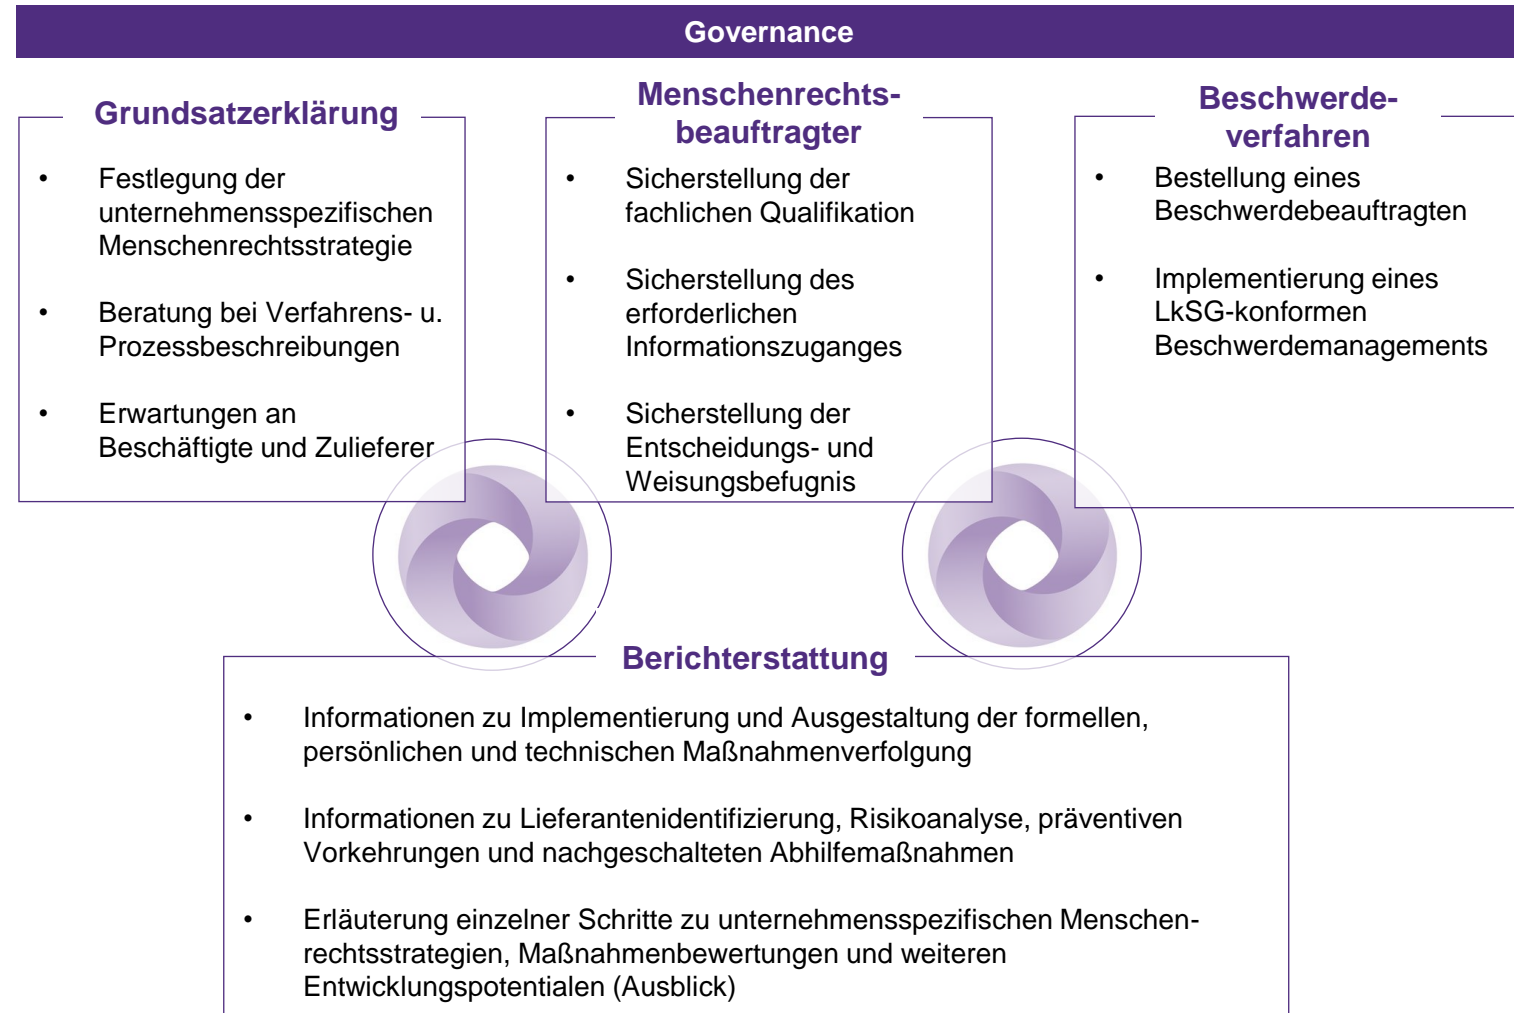 Governance
Grundsatzerklärung
• Festlegung der
unternehmensspezifischen
Menschenrechtsstrategie
• Beratung bei Verfahrens- u.
Prozessbeschreibungen
• Erwartungen an
Beschäftigte und Zulieferer
Menschenrechts-
beauftragter
• Sicherstellung der
fachlichen Qualifikation
• Sicherstellung des
erforderlichen
Informationszuganges
• Sicherstellung der
Entscheidungs- und
Weisungsbefugnis
Beschwerde-
verfahren
• Bestellung eines
Beschwerdebeauftragten
• Implementierung eines
LkSG-konformen
Beschwerdemanagements
Berichterstattung
• Informationen zu Implementierung und Ausgestaltung der formellen,
persönlichen und technischen Maßnahmenverfolgung
• Informationen zu Lieferantenidentifizierung, Risikoanalyse, präventiven
Vorkehrungen und nachgeschalteten Abhilfemaßnahmen
• Erläuterung einzelner Schritte zu unternehmensspezifischen Menschen-
rechtsstrategien, Maßnahmenbewertungen und weiteren
Entwicklungspotentialen (Ausblick)